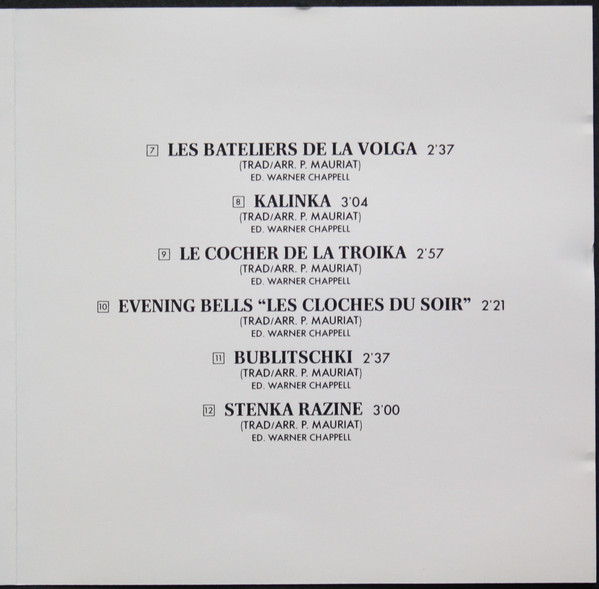 7 LES BATELIERS DE LA VOLGA 2'37
(TRAD/ARR. P. MAURIAT)
ED. WARNER CHAPPELL
8 KALINKA 3'04
(TRAD/ARR. P. MAURIAT)
ED. WARNER CHAPPELL
9 LE COCHER DE LA TROIKA 2'57
(TRAD/ARR. P. MAURIAT)
ED. WARNER CHAPPELL
10 EVENING BELLS “LES CLOCHES DU SOIR” 2'21
(TRAD/ARR. P. MAURIAT)
ED. WARNER CHAPPELL
11 BUBLITSCHKI 2'37
(TRAD/ARR. P. MAURIAT)
ED. WARNER CHAPPELL
12 STENKA RAZINE 3'00
(TRAD/ARR. P. MAURIAT)
ED. WARNER CHAPPELL